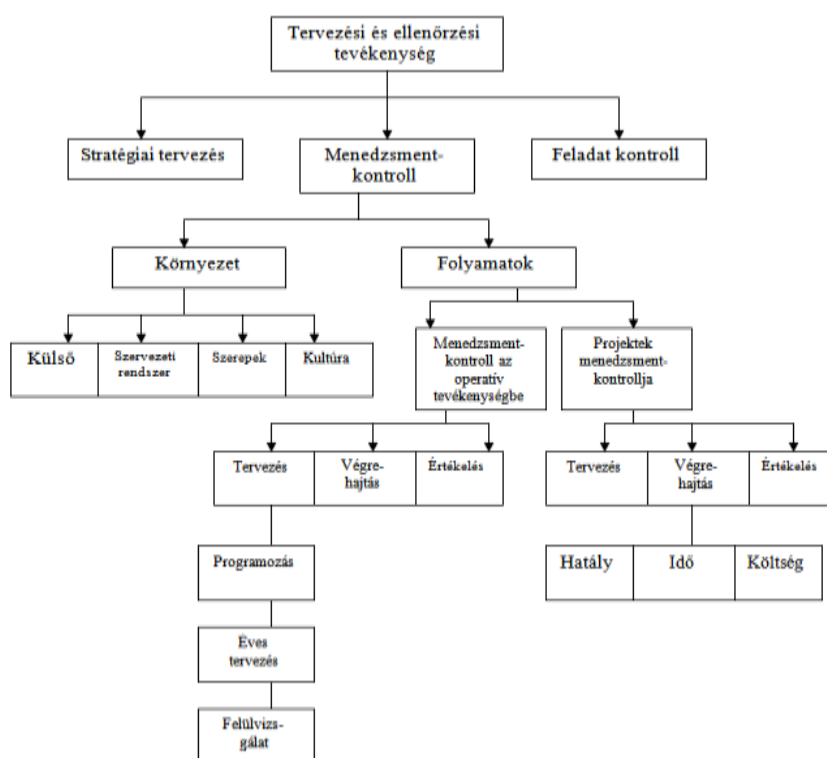 Tervezési és ellenőrzési
tevékenység
Stratégiai tervezés
Menedzsment-
kontroll
Feladat kontroll
Környezet
Folyamatok
Külső
Szervezeti
rendszer
Szerepek
Kultúra
Menedzsment-
kontroll az
operatív
tevékenységbe
Projektek
menedzsment-
kontrollja
Tervezés
Végre-
hajtás
Értékelés
Tervezés
Végre-
hajtás
Értékelés
Programozás
Hatály
Idő
Költség
Éves
tervezés
Felülvizs-
gálat